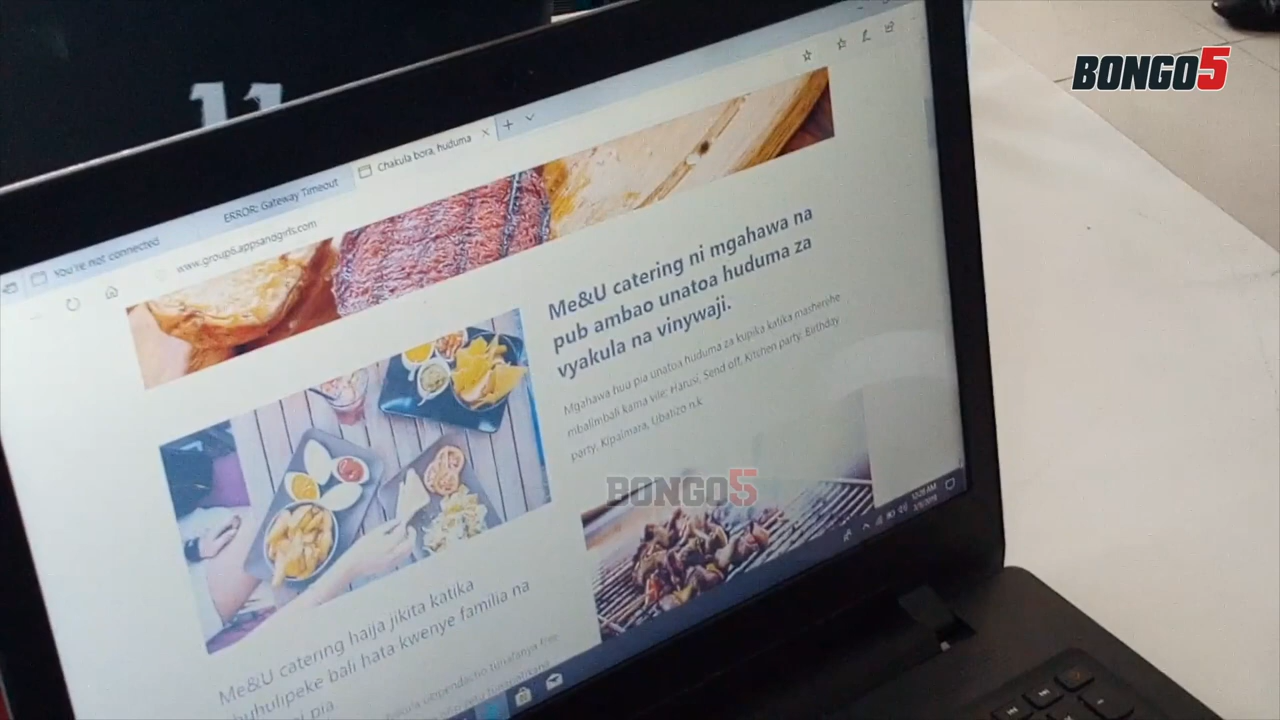 BONGO5
You're not connected
ERROR: Gateway Timeout
Chakula bora, huduma
www.group6.appsandgirls.com
Me&U catering ni mgahawa na
pub ambao unatoa huduma za
vyakula na vinywaji.
Mgahawa huu pia unatoa huduma za kupika katika masherehe
mbalimbali kama vile; Harusi, Send off, Kitchen party. Birthday
party, Kipaimara, Ubatizo n.k
BONGO5
Me&U catering haija jikita katika
bali hata kwenye familia na
pia